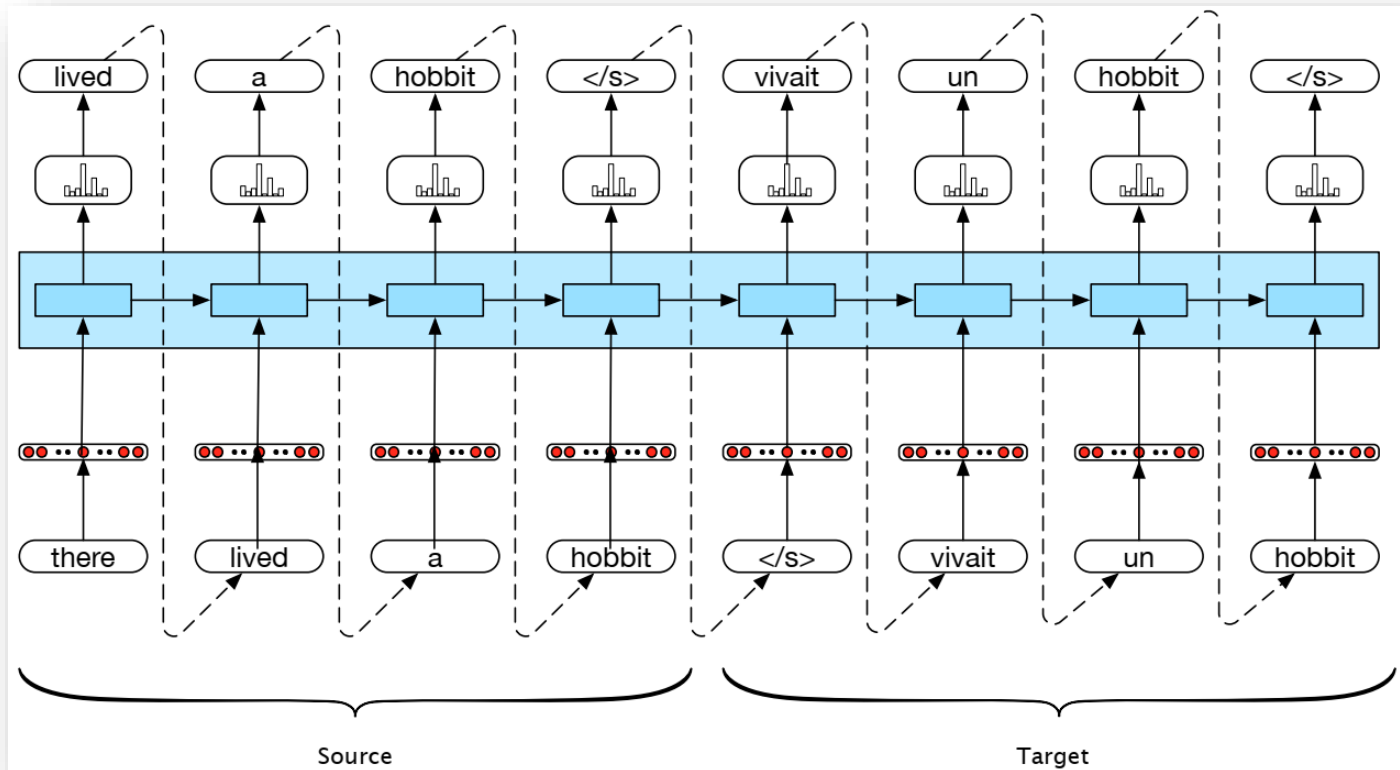 lived a hobbit </s> vivait un hobbit </s>
there lived a hobbit </s> vivait un hobbit
Source Target